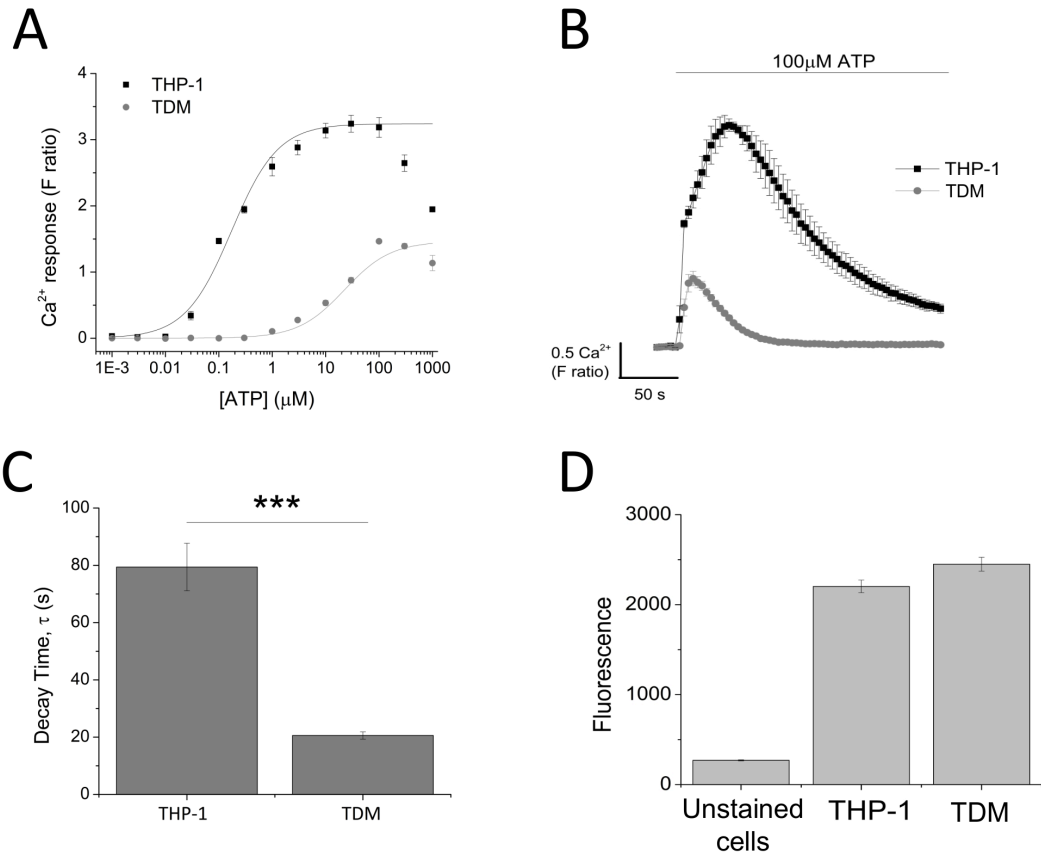 A
THP-1
TDM
Ca²⁺ response (F ratio)
4
3
2
1
0
1E-3 0.01 0.1 1 10 100 1000
[ATP] (μM)
B
100μM ATP
THP-1
TDM
0.5 Ca²⁺
(F ratio)
50 s
C
***
Decay Time, τ (s)
100
80
60
40
20
0
THP-1 TDM
D
Fluorescence
3000
2000
1000
0
Unstained THP-1 TDM
cells